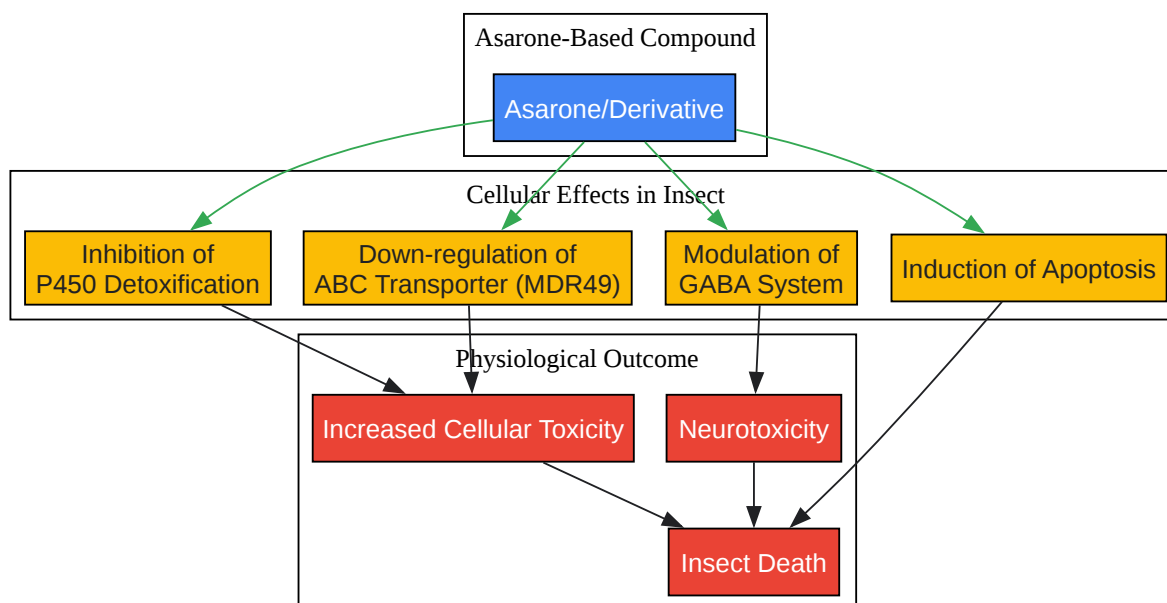 Asarone-Based Compound
Asarone/Derivative
Cellular Effects in Insect
Inhibition of
P450 Detoxification
Down-regulation of
ABC Transporter (MDR49)
Modulation of
GABA System
Induction of Apoptosis
Physiological Outcome
Increased Cellular Toxicity
Neurotoxicity
Insect Death